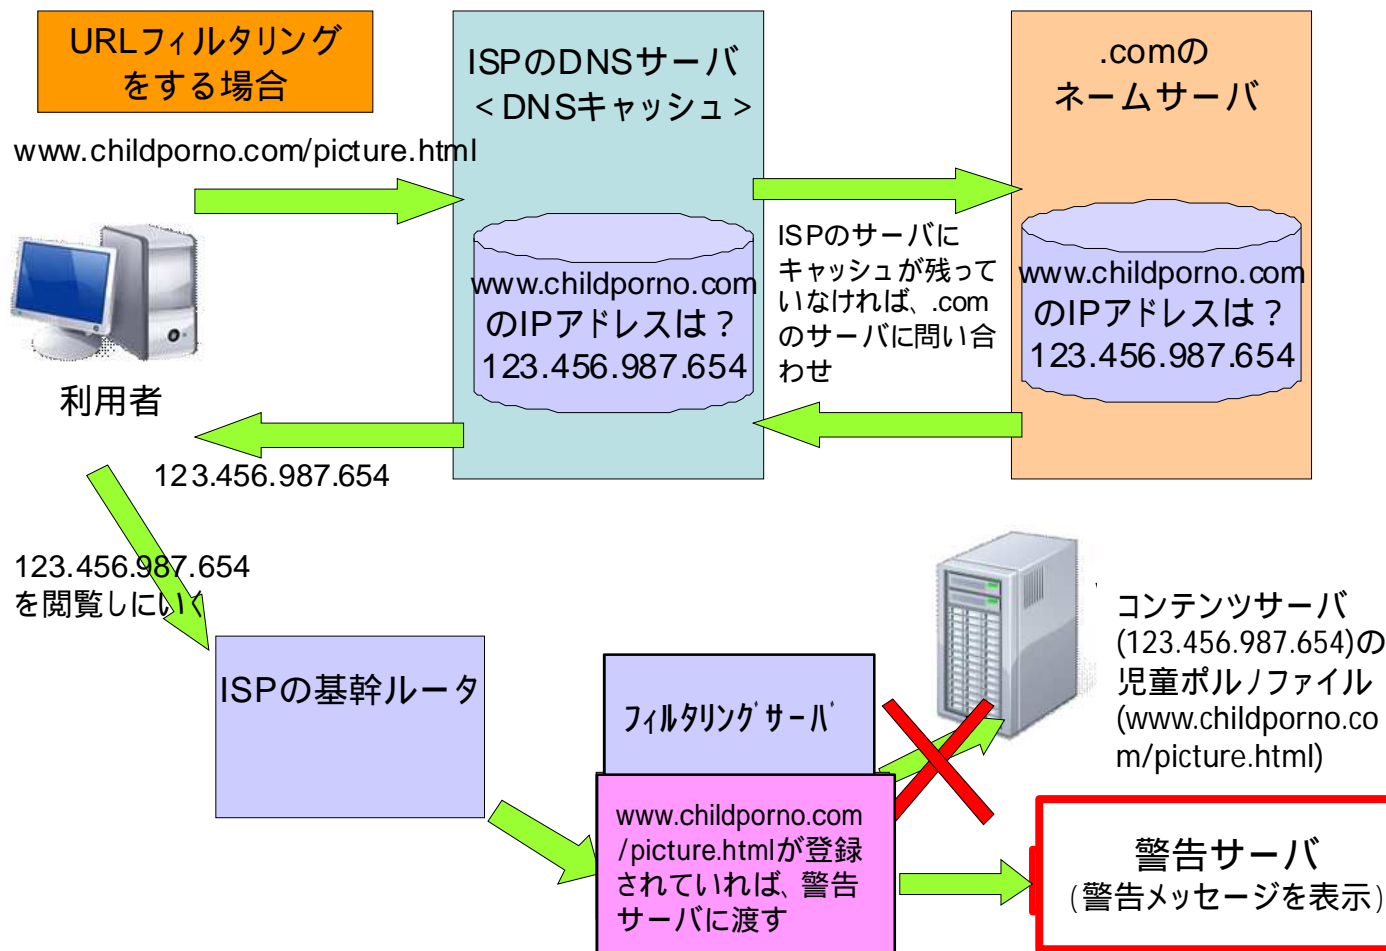 URLフィルタリング
をする場合
www.childporno.com/picture.html
利用者
ISPのDNSサーバ
<DNSキャッシュ>
www.childporno.com
のIPアドレスは?
123.456.987.654
ISPのサーバに
キャッシュが残って
いなければ、.com
のサーバに問い合
わせ
.comの
ネームサーバ
www.childporno.com
のIPアドレスは?
123.456.987.654
123.456.987.654
123.456.987.654
を閲覧しにいく
ISPの基幹ルータ
フィルタリングサーバ
www.childporno.com
/picture.htmlが登録
されていれば、警告
サーバに渡す
コンテンツサーバ
(123.456.987.654)の
児童ポルノファイル
(www.childporno.co
m/picture.html)
警告サーバ
(警告メッセージを表示)